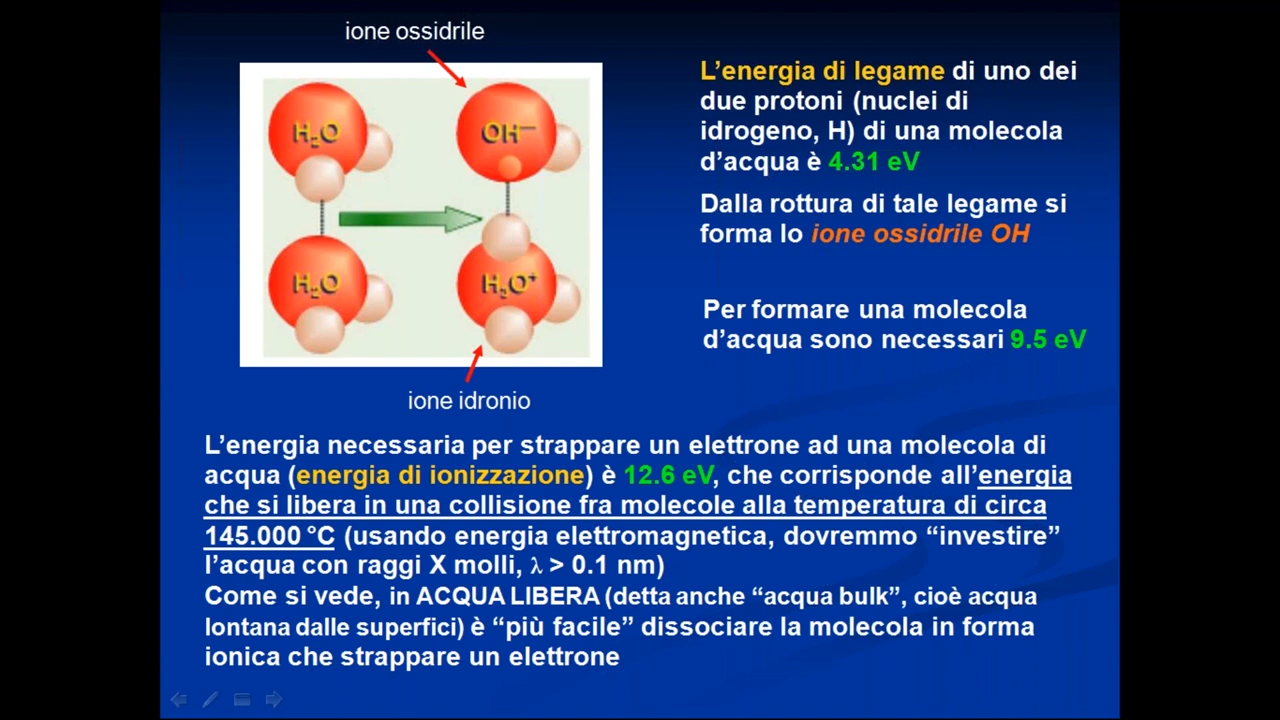 ione ossidrile
H₂O
OH⁻
H₂O
H₃O⁺
ione idronio
L’energia di legame di uno dei
due protoni (nuclei di
idrogeno, H) di una molecola
d’acqua è 4.31 eV
Dalla rottura di tale legame si
forma lo ione ossidrile OH
Per formare una molecola
d’acqua sono necessari 9.5 eV
L’energia necessaria per strappare un elettrone ad una molecola di
acqua (energia di ionizzazione) è 12.6 eV, che corrisponde all’energia
che si libera in una collisione fra molecole alla temperatura di circa
145.000 °C (usando energia elettromagnetica, dovremmo “investire”
l’acqua con raggi X molli, λ > 0.1 nm)
Come si vede, in ACQUA LIBERA (detta anche “acqua bulk”, cioè acqua
lontana dalle superfici) è “più facile” dissociare la molecola in forma
ionica che strappare un elettrone